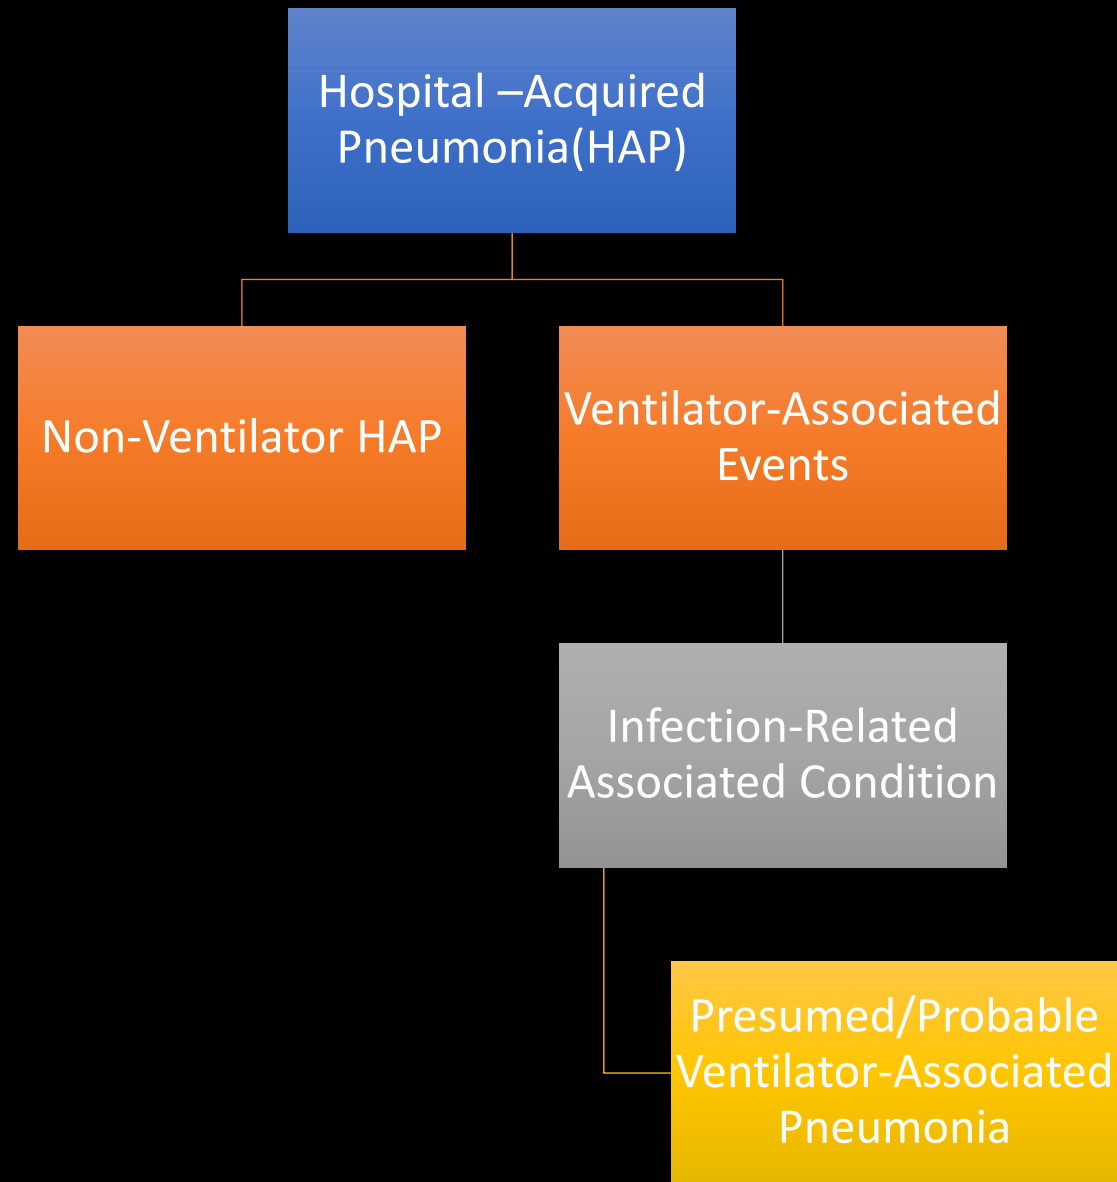 Hospital –Acquired
Pneumonia(HAP)
Non-Ventilator HAP
Ventilator-Associated
Events
Infection-Related
Associated Condition
Presumed/Probable
Ventilator-Associated
Pneumonia